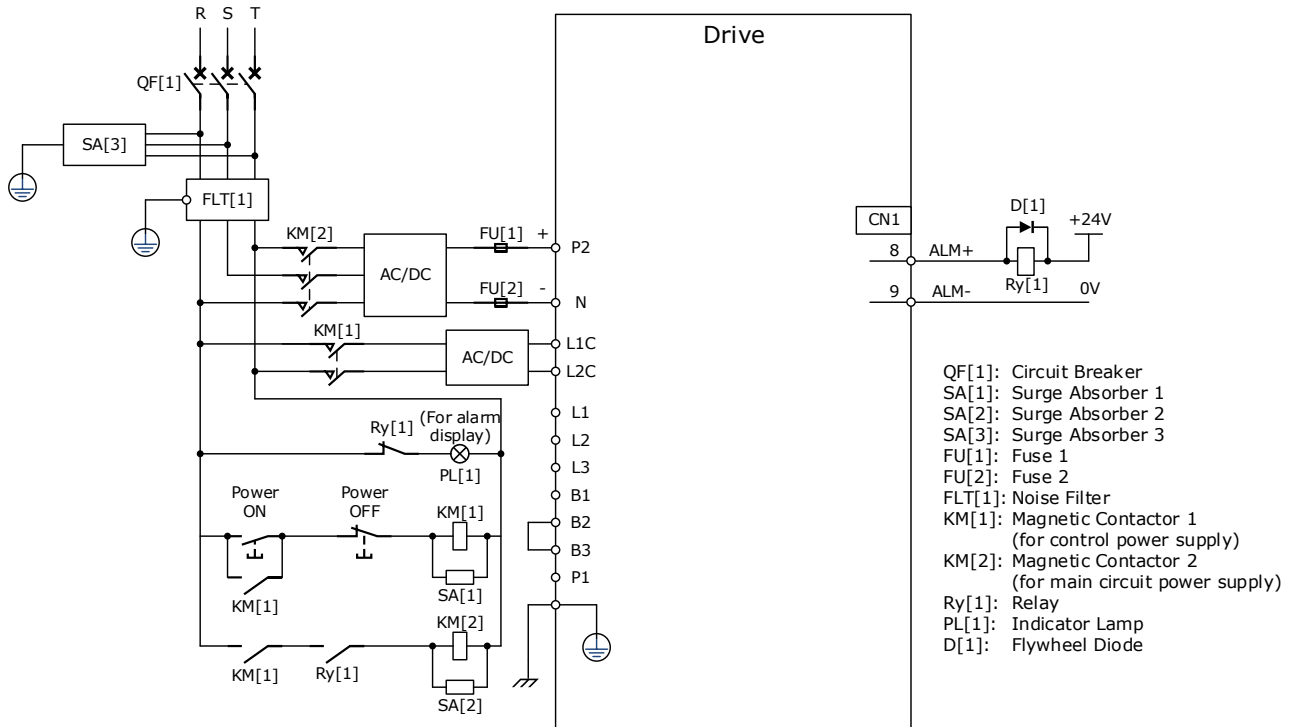 R S T
Drive
QF[1]
SA[3]
FLT[1]
CN1
D[1]
+24V
KM[2]
FU[1] +
P2
8 ALM+
AC/DC
Ry[1]
FU[2] -
N
9 ALM-
0V
KM[1]
L1C
AC/DC
L2C
QF[1]: Circuit Breaker
SA[1]: Surge Absorber 1
SA[2]: Surge Absorber 2
SA[3]: Surge Absorber 3
FU[1]: Fuse 1
FU[2]: Fuse 2
FLT[1]: Noise Filter
KM[1]: Magnetic Contactor 1
(for control power supply)
KM[2]: Magnetic Contactor 2
(for main circuit power supply)
Ry[1]: Relay
PL[1]: Indicator Lamp
D[1]: Flywheel Diode
L1
L2
L3
B1
B2
B3
P1
Ry[1]
(For alarm
display)
PL[1]
Power
ON
Power
OFF
KM[1]
SA[1]
KM[1]
KM[2]
KM[1]
Ry[1]
SA[2]